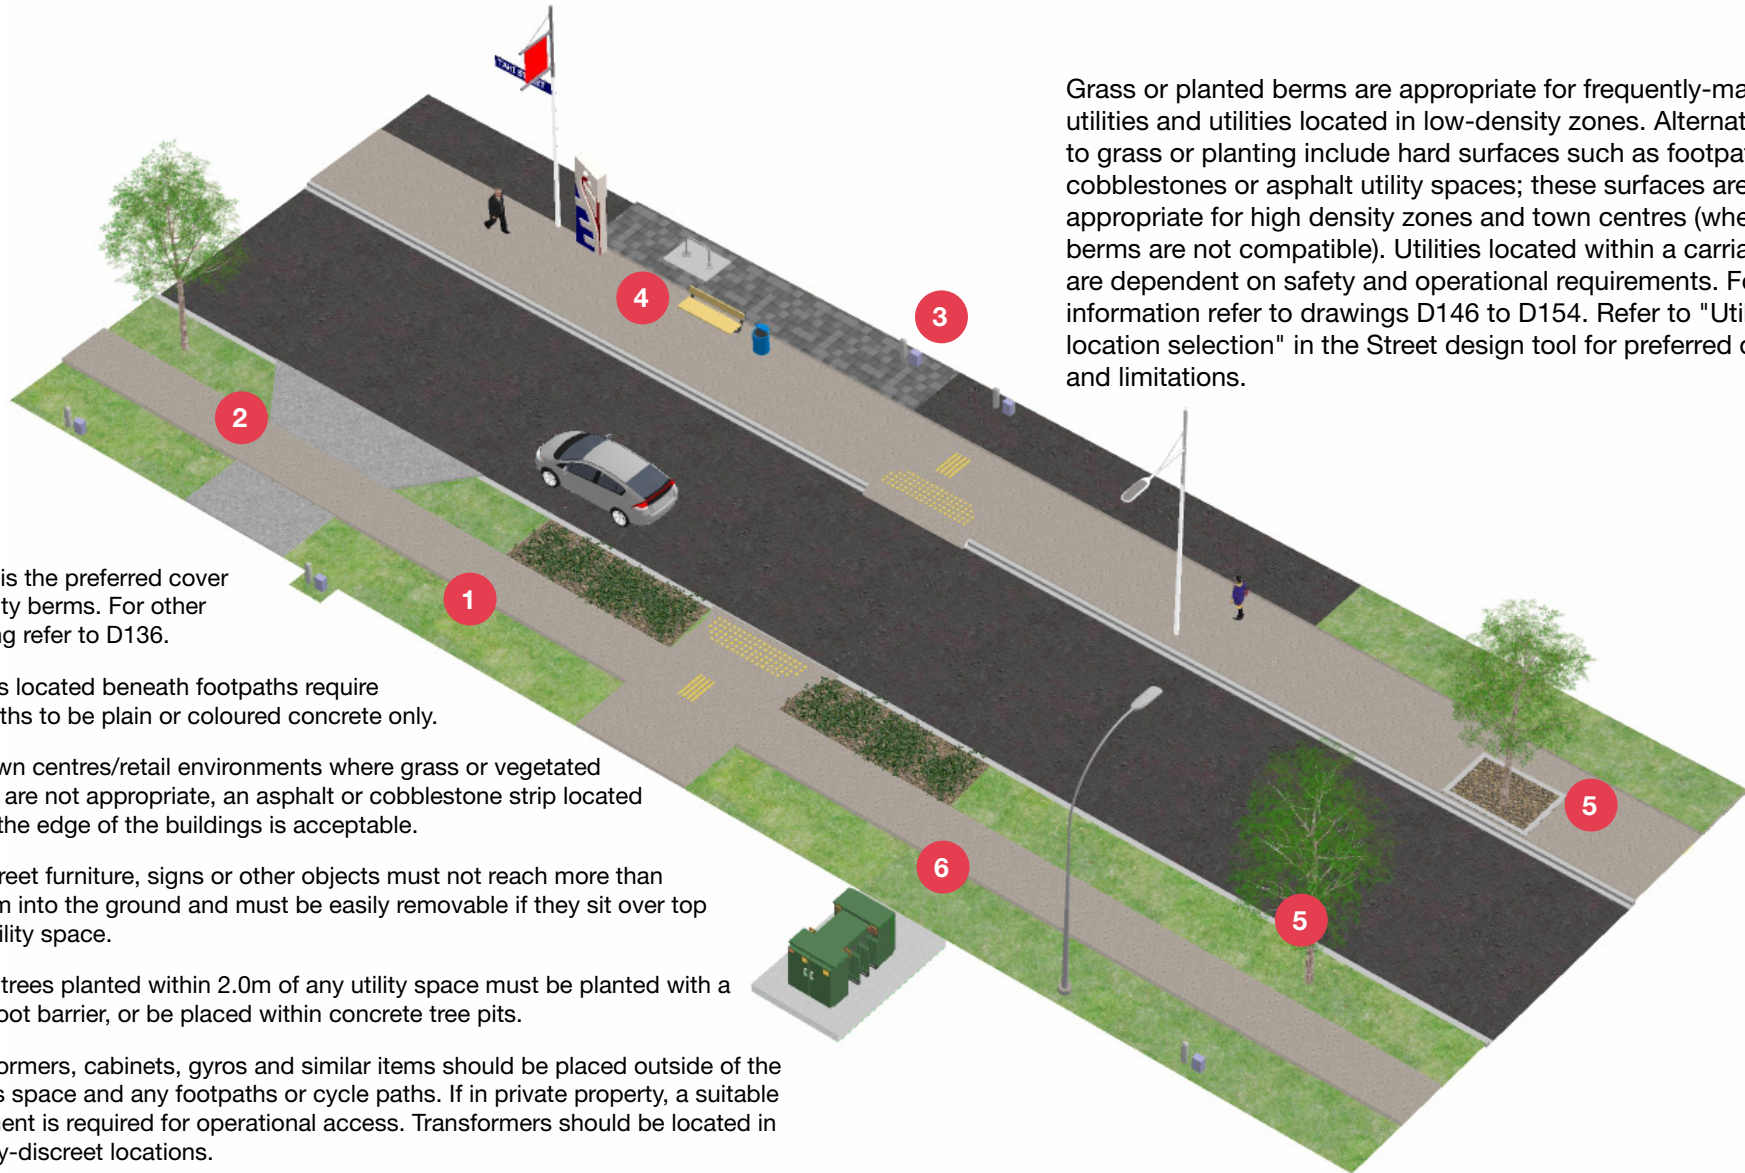 Grass or planted berms are appropriate for frequently-ma
utilities and utilities located in low-density zones. Alternat
to grass or planting include hard surfaces such as footpa
cobblestones or asphalt utility spaces; these surfaces are
appropriate for high density zones and town centres (whe
berms are not compatible). Utilities located within a carria
are dependent on safety and operational requirements. Fo
information refer to drawings D146 to D154. Refer to "Util
location selection" in the Street design tool for preferred o
and limitations.
4
3
2
1
5
6
5
is the preferred cover
ty berms. For other
g refer to D136.
s located beneath footpaths require
ths to be plain or coloured concrete only.
wn centres/retail environments where grass or vegetated
are not appropriate, an asphalt or cobblestone strip located
the edge of the buildings is acceptable.
reet furniture, signs or other objects must not reach more than
m into the ground and must be easily removable if they sit over top
tility space.
trees planted within 2.0m of any utility space must be planted with a
oot barrier, or be placed within concrete tree pits.
ormers, cabinets, gyros and similar items should be placed outside of the
s space and any footpaths or cycle paths. If in private property, a suitable
ent is required for operational access. Transformers should be located in
y-discreet locations.